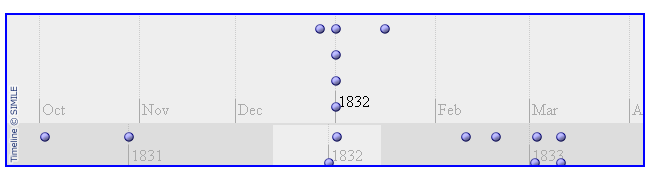 1832
Oct Nov Dec Feb Mar A
1831 1832 1833
Timeline © SIMILE